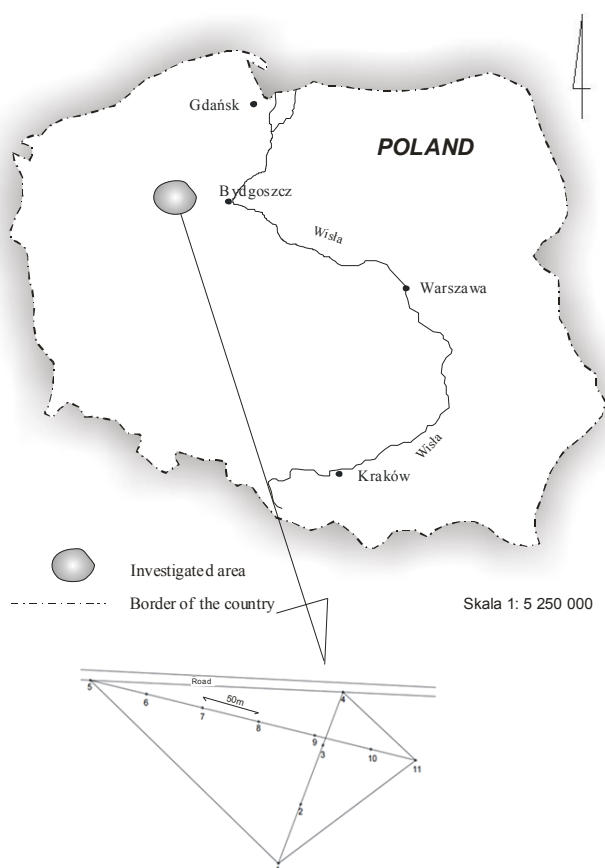 Gdańsk
POLAND
Bydgoszcz
Wisła
Warszawa
Wisła
Kraków
Investigated area
Border of the country
Skala 1: 5 250 000
Road
5
4
6
50m
7
8
9
3
10
11
2